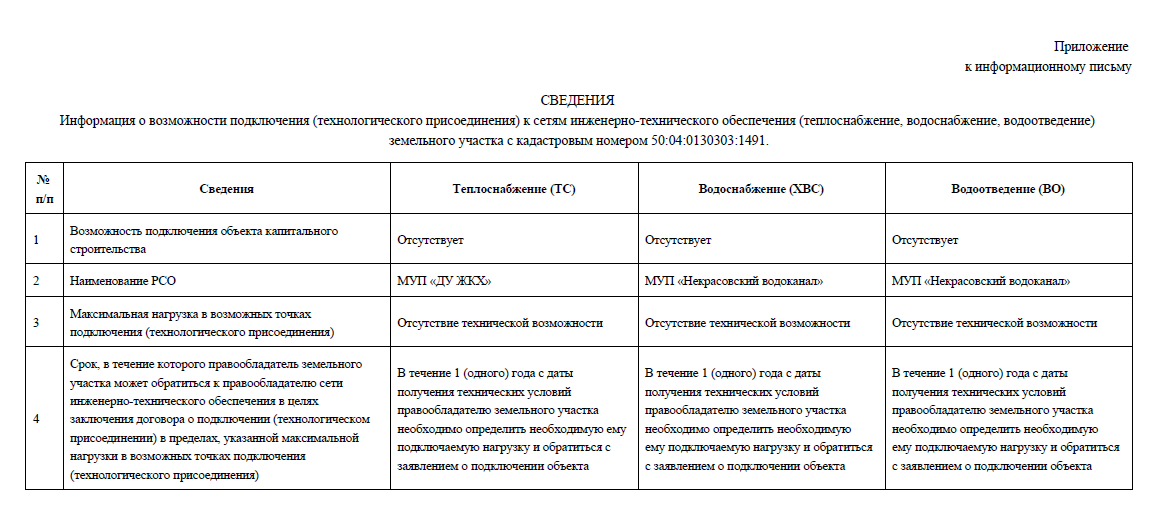 Приложение
к информационному письму
СВЕДЕНИЯ
Информация о возможности подключения (технологического присоединения) к сетям инженерно-технического обеспечения (теплоснабжение, водоснабжение, водоотведение)
земельного участка с кадастровым номером 50:04:0130303:1491.
№
п/п
Сведения
Теплоснабжение (ТС)
Водоснабжение (ХВС)
Водоотведение (ВО)
1
Возможность подключения объекта капитального
строительства
Отсутствует
Отсутствует
Отсутствует
2
Наименование РСО
МУП «ДУ ЖКХ»
МУП «Некрасовский водоканал»
МУП «Некрасовский водоканал»
3
Максимальная нагрузка в возможных точках
подключения (технологического присоединения)
Отсутствие технической возможности
Отсутствие технической возможности
Отсутствие технической возможности
4
Срок, в течение которого правообладатель земельного
участка может обратиться к правообладателю сети
инженерно-технического обеспечения в целях
заключения договора о подключении (технологическом
присоединении) в пределах, указанной максимальной
нагрузки в возможных точках подключения
(технологического присоединения)
В течение 1 (одного) года с даты
получения технических условий
правообладателю земельного участка
необходимо определить необходимую ему
подключаемую нагрузку и обратиться с
заявлением о подключении объекта
В течение 1 (одного) года с даты
получения технических условий
правообладателю земельного участка
необходимо определить необходимую
ему подключаемую нагрузку и обратиться
с заявлением о подключении объекта
В течение 1 (одного) года с даты
получения технических условий
правообладателю земельного участка
необходимо определить необходимую
ему подключаемую нагрузку и обратиться
с заявлением о подключении объекта